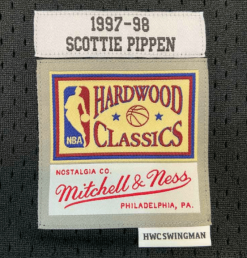 1997-98
SCOTTIE PIPPEN
HARDWOOD
NBA
CLASSICS
NOSTALGIA CO.
Mitchell & Ness
PHILADELPHIA, PA.
HWC SWINGMAN